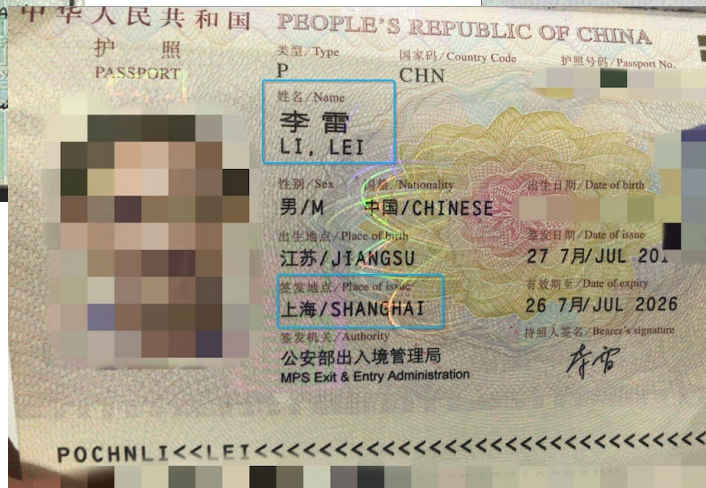 中华人民共和国 PEOPLE'S REPUBLIC OF CHINA
护 照
PASSPORT
类型/Type
国家码/Country Code
护照号码/Passport No.
P
CHN
姓名/Name
李雷
LI, LEI
性别/Sex
国籍/Nationality
出生日期/Date of birth
男/M
中国/CHINESE
出生地点/Place of birth
签发日期/Date of issue
江苏/JIANGSU
27 7月/JUL 201
签发地点/Place of issue
有效期至/Date of expiry
上海/SHANGHAI
26 7月/JUL 2026
签发机关/Authority
持照人签名/Bearer's signature
公安部出入境管理局
李雷
MPS Exit & Entry Administration
POCHNLI<<LEI<<<<<<<<<<<<<<<<<<<<<<<<<<<